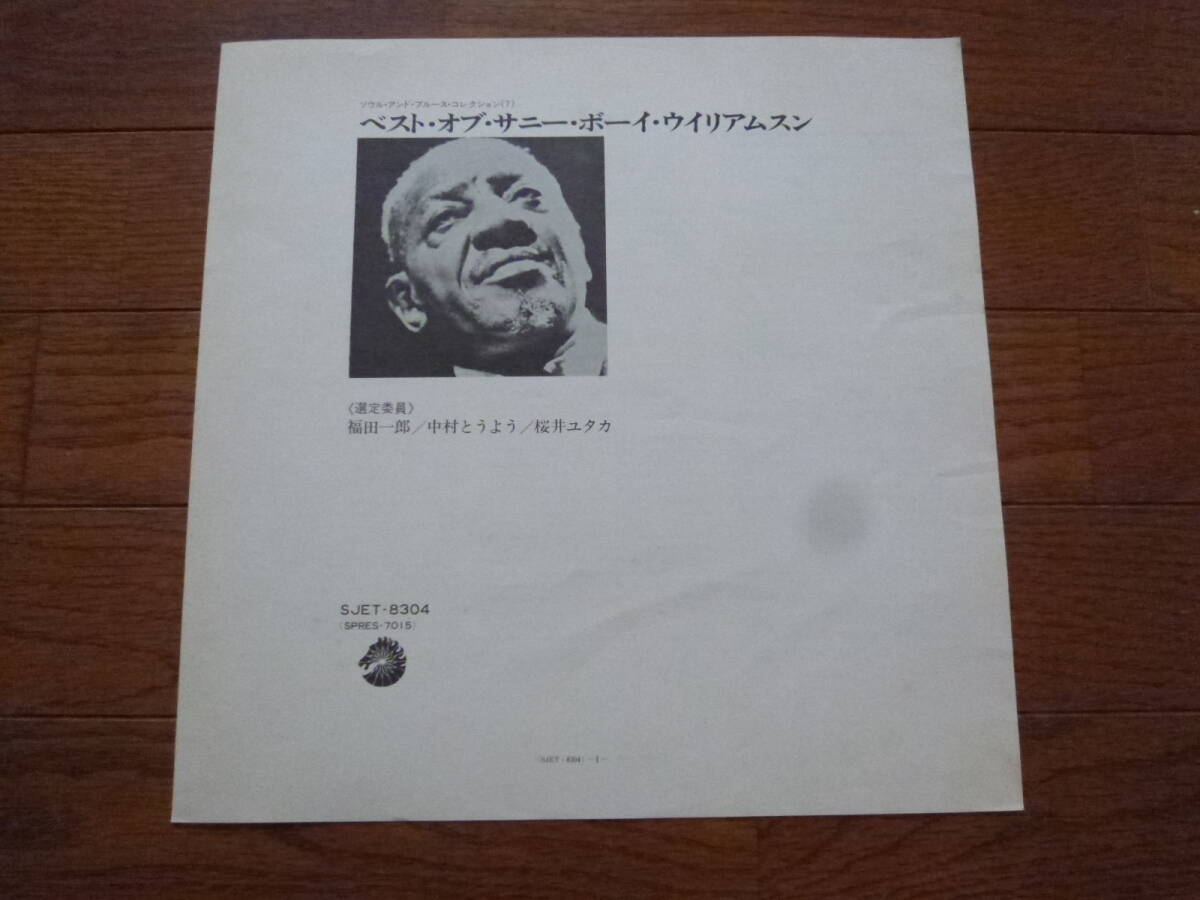 ソウル・アンド・ブルース・コレクション(7)
ベスト・オブ・サニー・ボーイ・ウイリアムスン
〈選定委員〉
福田一郎／中村とうよう／桜井ユタカ
SJET-8304
(SPRES-7015)
(SJET-8304) —1—